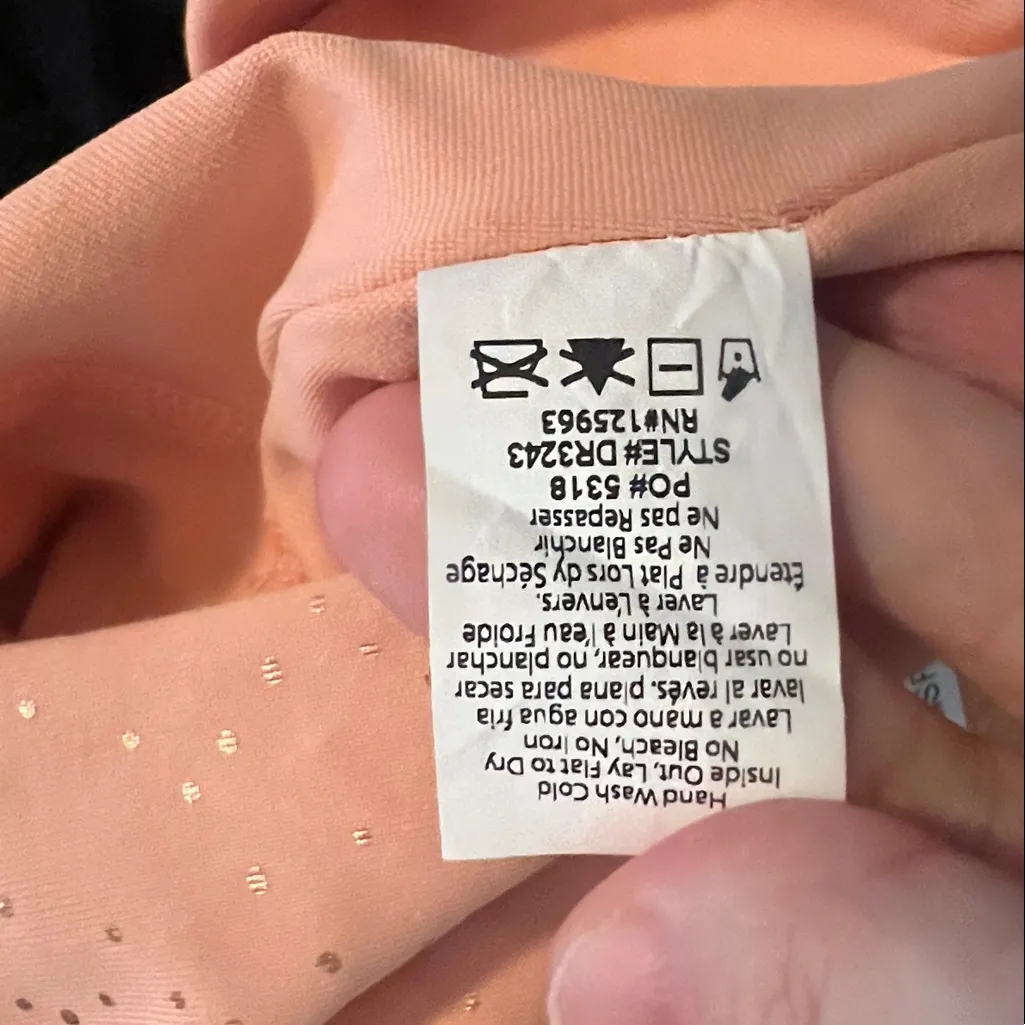 Hand Wash Cold
Inside Out, Lay Flat to Dry
No Bleach, No Iron
Lavar a mano con agua fria
lavar al revés. plana para secar
no usar blanquear, no planchar
Laver à la Main à l'eau Froide
Laver à L'envers.
Étendre à Plat Lors dy Séchage
Ne Pas Blanchir
Ne pas Repasser
PO# 5318
STYLE# DR3243
RN#125963